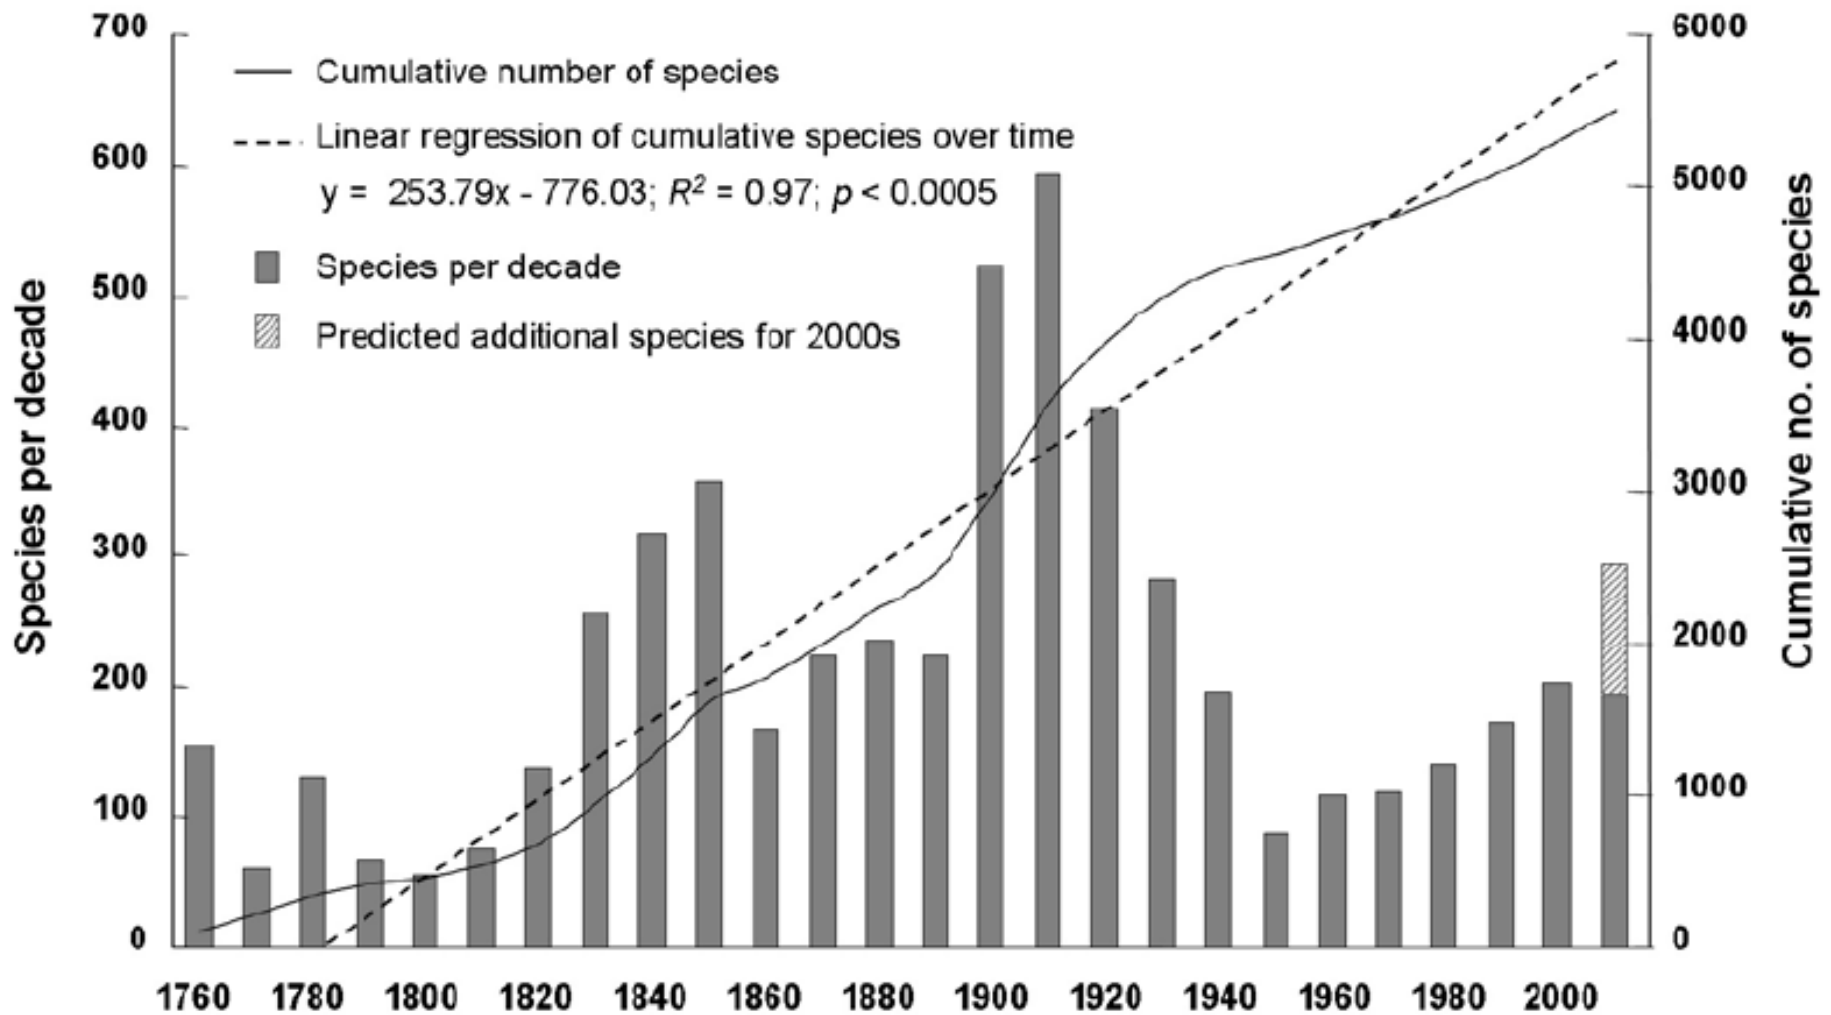 700
600
500
400
300
200
100
0
Species per decade
Cumulative number of species
Linear regression of cumulative species over time
y = 253.79x - 776.03; R² = 0.97; p < 0.0005
Species per decade
Predicted additional species for 2000s
6000
5000
4000
3000
2000
1000
0
Cumulative no. of species
1760 1780 1800 1820 1840 1860 1880 1900 1920 1940 1960 1980 2000